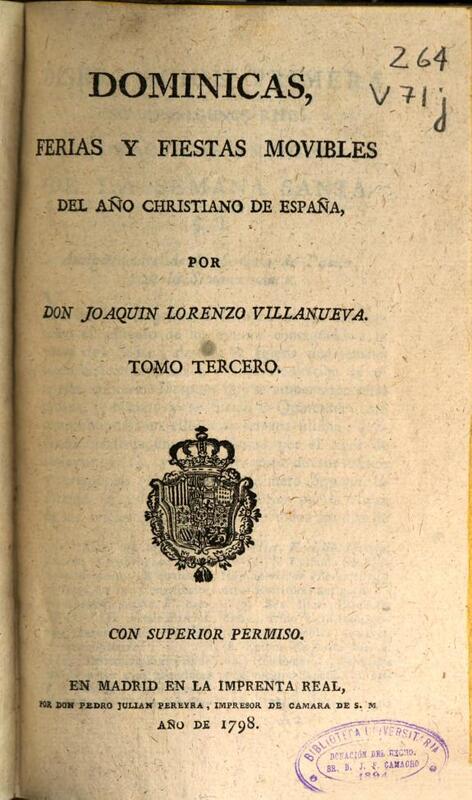 264
V71j
DOMINICAS,
FERIAS Y FIESTAS MOVIBLES
DEL AÑO CHRISTIANO DE ESPAÑA,
POR
DON JOAQUIN LORENZO VILLANUEVA.
TOMO TERCERO.
CON SUPERIOR PERMISO.
EN MADRID EN LA IMPRENTA REAL,
POR DON PEDRO JULIAN PEREYRA, IMPRESOR DE CAMARA DE S. M.
AÑO DE 1798.
BIBLIOTECA UNIVERSITARIA
DONACIÓN DEL EXCMO.
SR. D. J. F. CAMACHO
1894